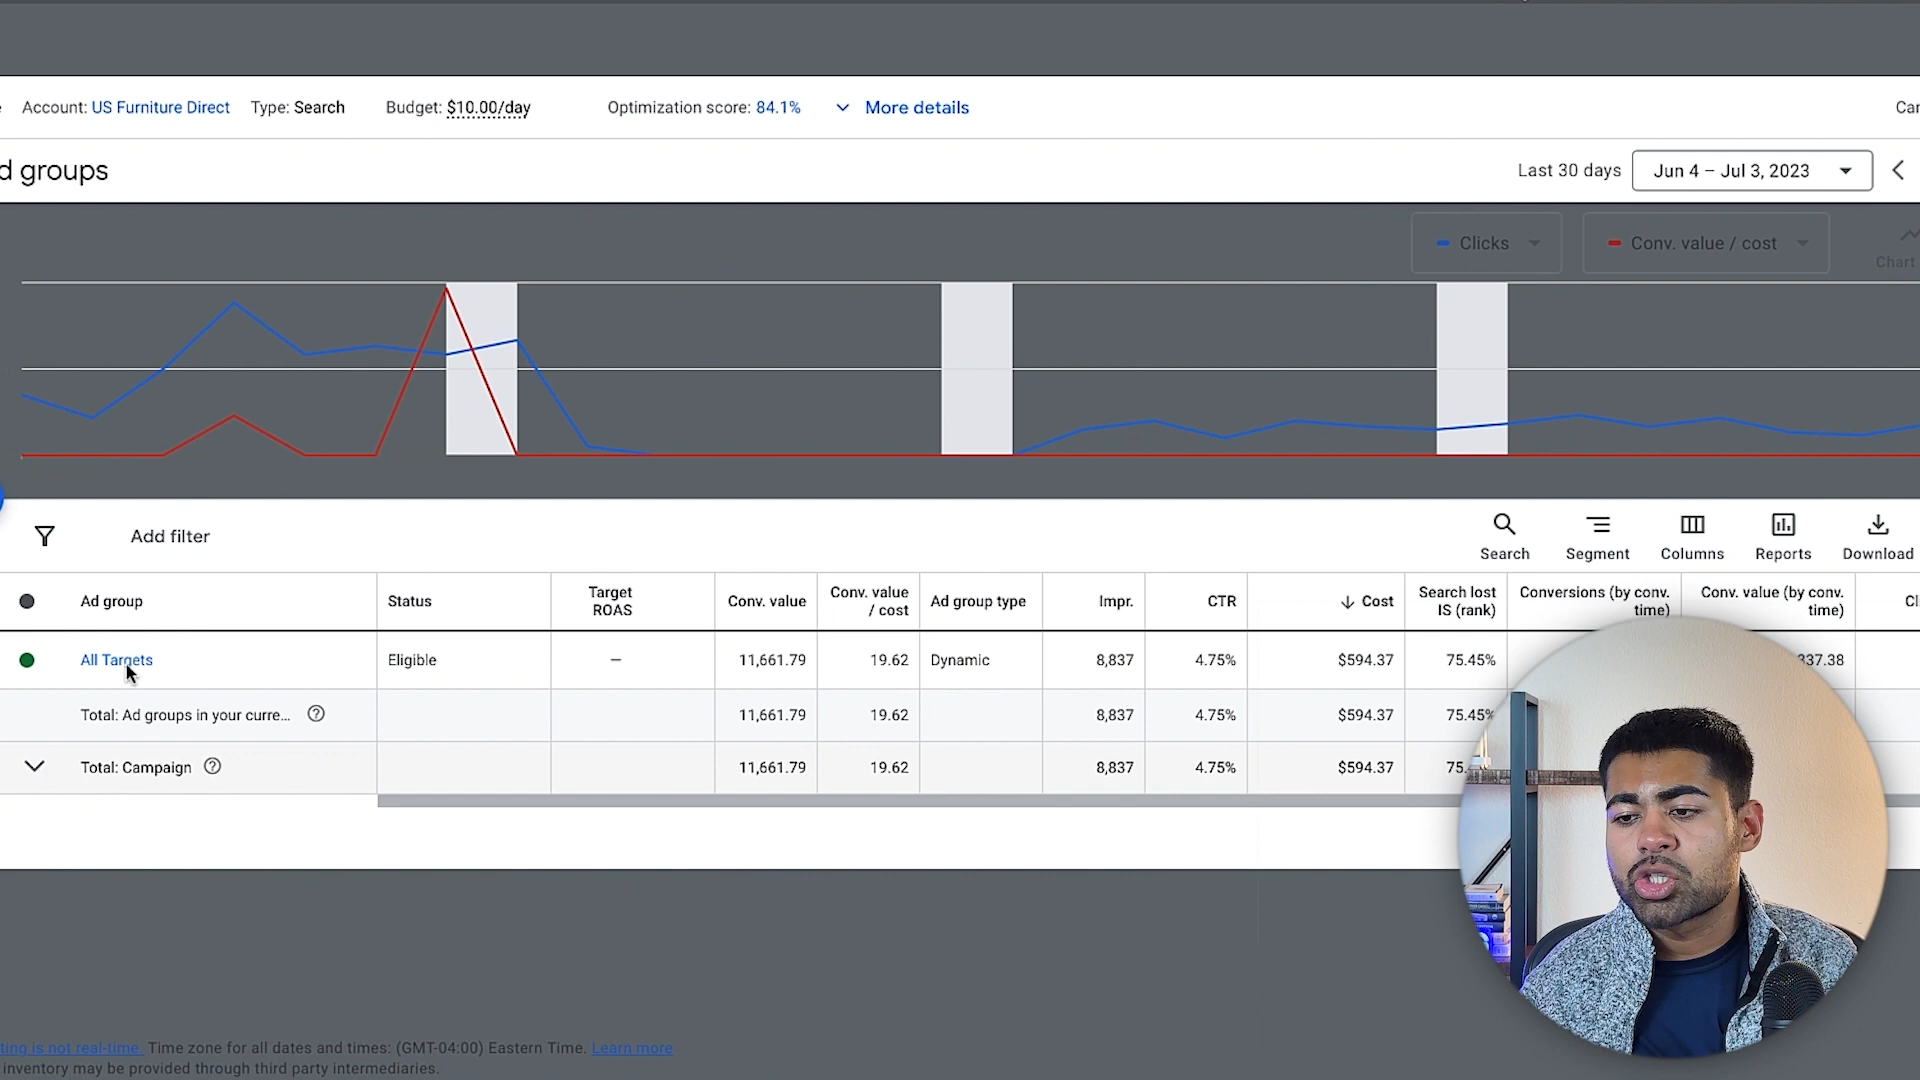 Account: US Furniture Direct Type: Search Budget: $10.00/day Optimization score: 84.1% More details
d groups Last 30 days Jun 4 – Jul 3, 2023
Clicks Conv. value / cost
Chart
Add filter Search Segment Columns Reports Download
Ad group Status Target ROAS Conv. value Conv. value / cost Ad group type Impr. CTR Cost Search lost IS (rank) Conversions (by conv. time) Conv. value (by conv. time)
All Targets Eligible — 11,661.79 19.62 Dynamic 8,837 4.75% $594.37 75.45% 337.38
Total: Ad groups in your curre... 11,661.79 19.62 8,837 4.75% $594.37 75.45%
Total: Campaign 11,661.79 19.62 8,837 4.75% $594.37 75.
ting is not real-time. Time zone for all dates and times: (GMT-04:00) Eastern Time. Learn more
inventory may be provided through third party intermediaries.